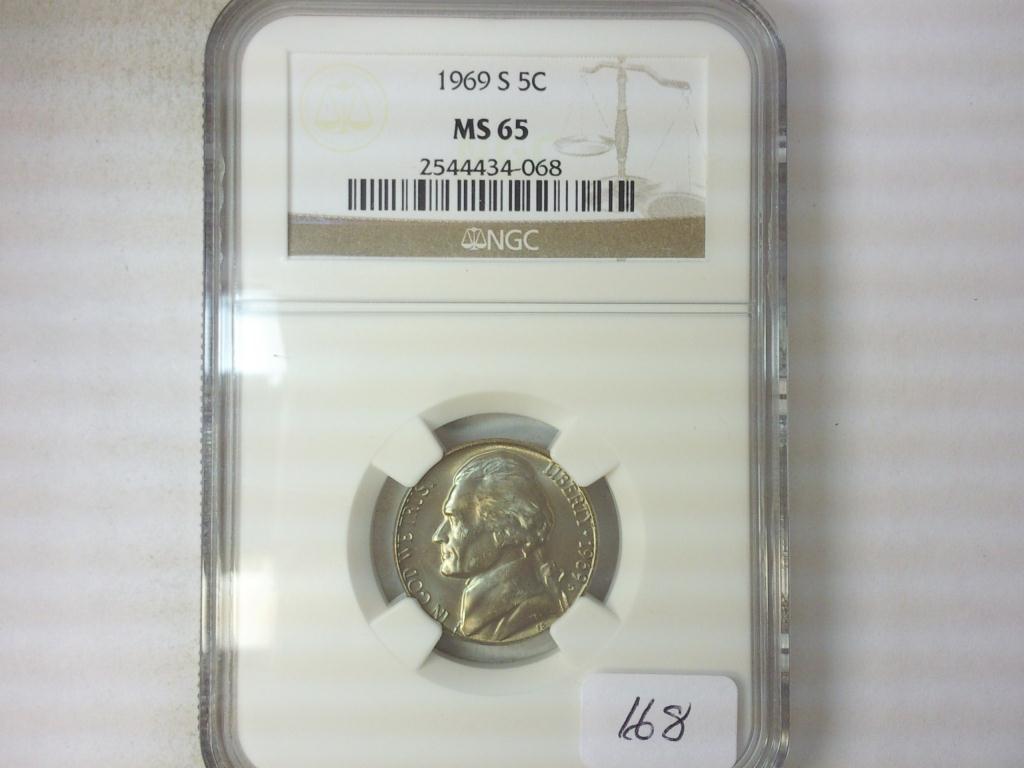 1969 S 5C
MS 65
2544434-068
NGC
IN GOD WE TRUST
LIBERTY · 1969 S
168